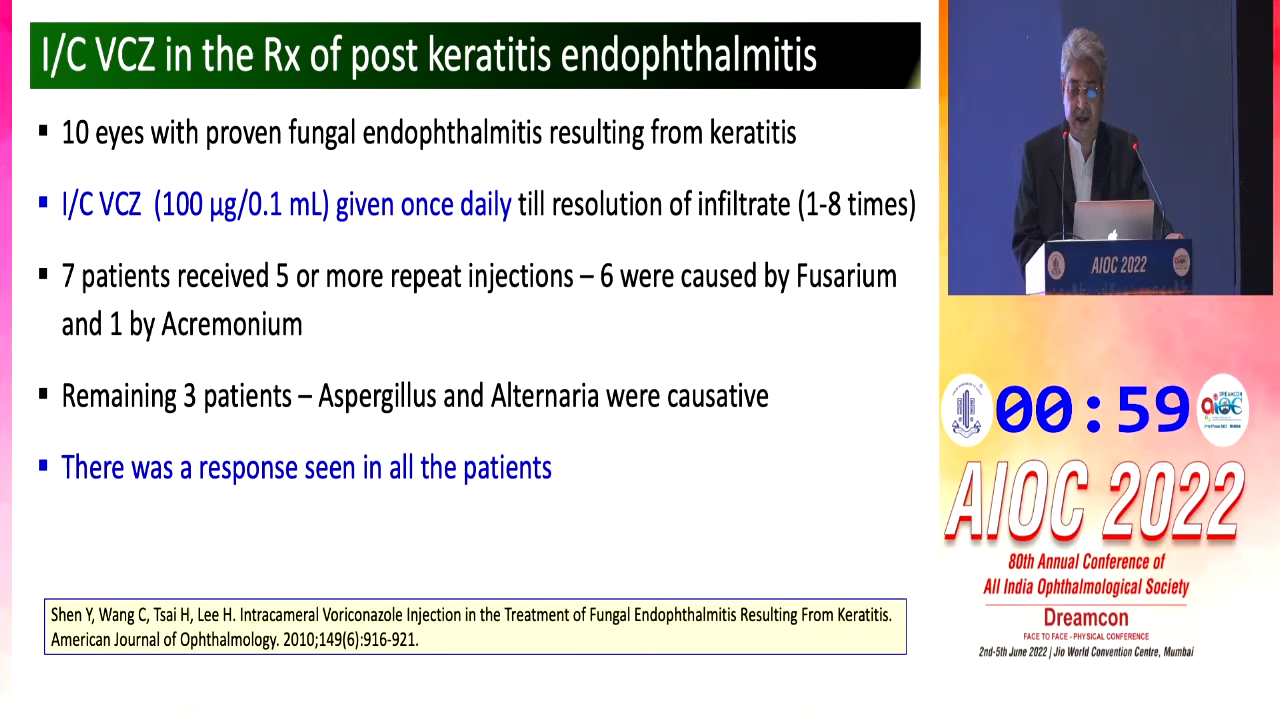 I/C VCZ in the Rx of post keratitis endophthalmitis
▪ 10 eyes with proven fungal endophthalmitis resulting from keratitis
▪ I/C VCZ (100 µg/0.1 mL) given once daily till resolution of infiltrate (1-8 times)
▪ 7 patients received 5 or more repeat injections – 6 were caused by Fusarium
and 1 by Acremonium
▪ Remaining 3 patients – Aspergillus and Alternaria were causative
▪ There was a response seen in all the patients
Shen Y, Wang C, Tsai H, Lee H. Intracameral Voriconazole Injection in the Treatment of Fungal Endophthalmitis Resulting From Keratitis.
American Journal of Ophthalmology. 2010;149(6):916-921.
AIOC 2022
00:59
DREAMCON
aioc
AIOC 2022
80th Annual Conference of
All India Ophthalmological Society
Dreamcon
FACE TO FACE - PHYSICAL CONFERENCE
2nd-5th June 2022 | Jio World Convention Centre, Mumbai